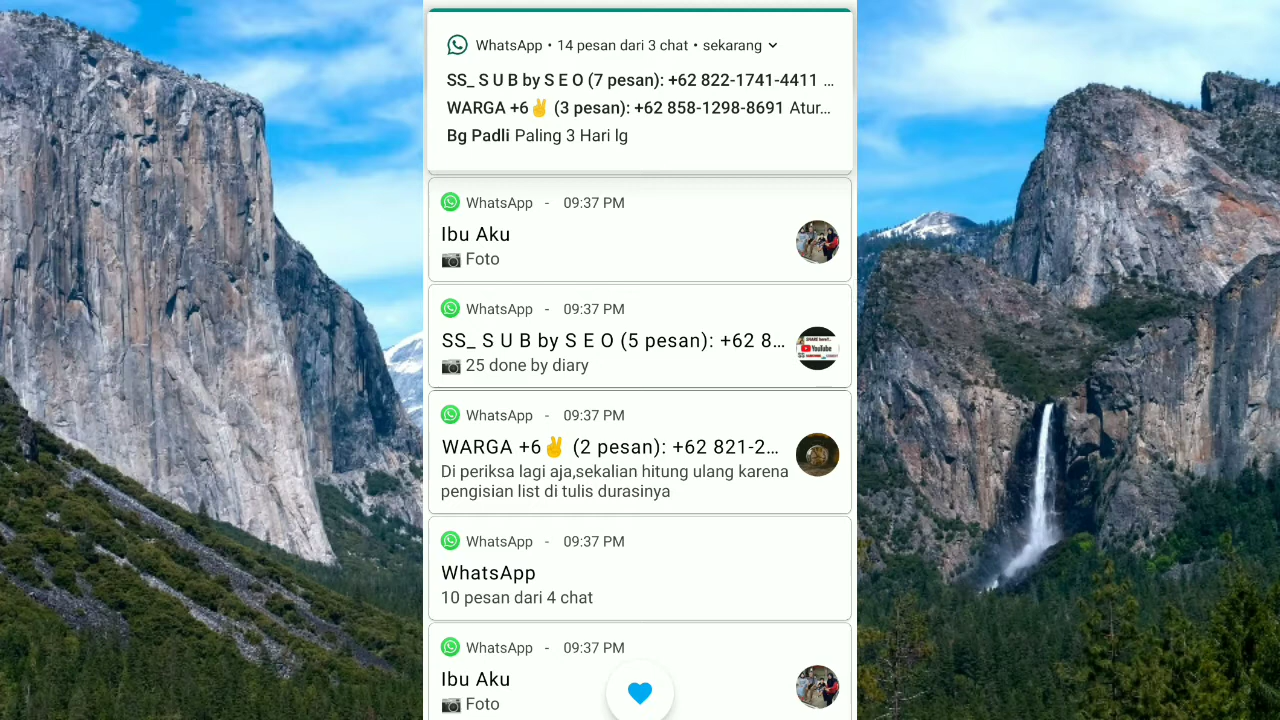 WhatsApp • 14 pesan dari 3 chat • sekarang
SS_ S U B by S E O (7 pesan): +62 822-1741-4411 ...
WARGA +6✌ (3 pesan): +62 858-1298-8691 Atur...
Bg Padli Paling 3 Hari lg
WhatsApp - 09:37 PM
Ibu Aku
📷 Foto
WhatsApp - 09:37 PM
SS_ S U B by S E O (5 pesan): +62 8...
📷 25 done by diary
WhatsApp - 09:37 PM
WARGA +6✌ (2 pesan): +62 821-2...
Di periksa lagi aja,sekalian hitung ulang karena
pengisian list di tulis durasinya
WhatsApp - 09:37 PM
WhatsApp
10 pesan dari 4 chat
WhatsApp - 09:37 PM
Ibu Aku
📷 Foto
YouTube